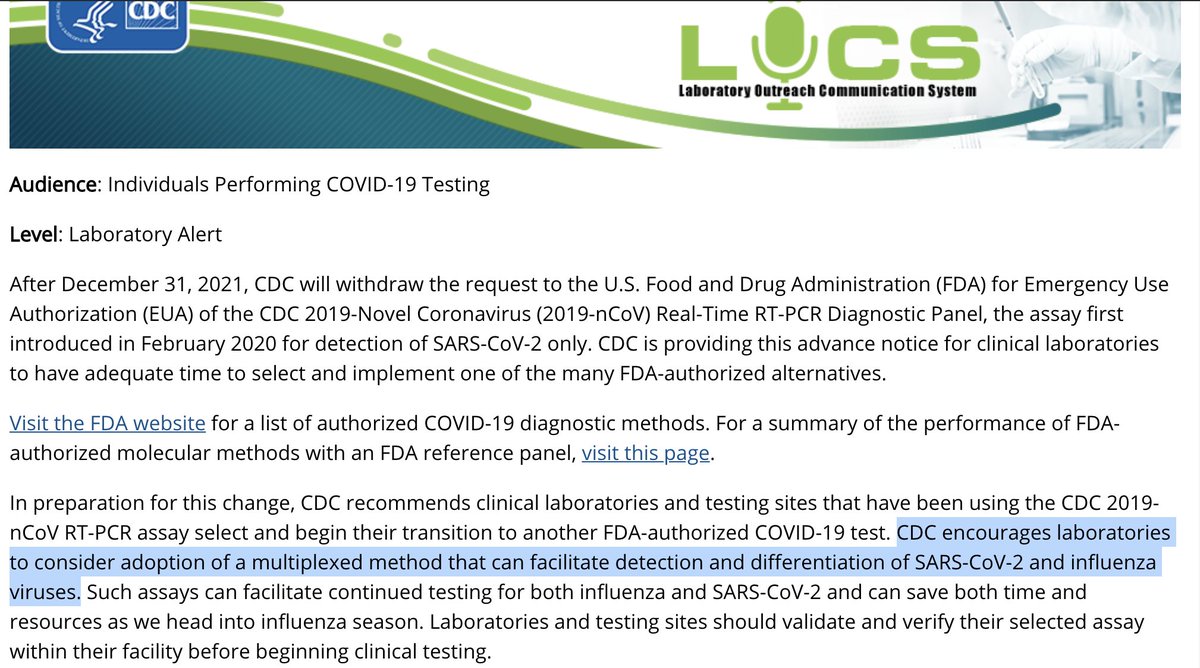 CDC
LOCS
Laboratory Outreach Communication System
Audience: Individuals Performing COVID-19 Testing
Level: Laboratory Alert
After December 31, 2021, CDC will withdraw the request to the U.S. Food and Drug Administration (FDA) for Emergency Use
Authorization (EUA) of the CDC 2019-Novel Coronavirus (2019-nCoV) Real-Time RT-PCR Diagnostic Panel, the assay first
introduced in February 2020 for detection of SARS-CoV-2 only. CDC is providing this advance notice for clinical laboratories
to have adequate time to select and implement one of the many FDA-authorized alternatives.
Visit the FDA website for a list of authorized COVID-19 diagnostic methods. For a summary of the performance of FDA-
authorized molecular methods with an FDA reference panel, visit this page.
In preparation for this change, CDC recommends clinical laboratories and testing sites that have been using the CDC 2019-
nCoV RT-PCR assay select and begin their transition to another FDA-authorized COVID-19 test. CDC encourages laboratories
to consider adoption of a multiplexed method that can facilitate detection and differentiation of SARS-CoV-2 and influenza
viruses. Such assays can facilitate continued testing for both influenza and SARS-CoV-2 and can save both time and
resources as we head into influenza season. Laboratories and testing sites should validate and verify their selected assay
within their facility before beginning clinical testing.